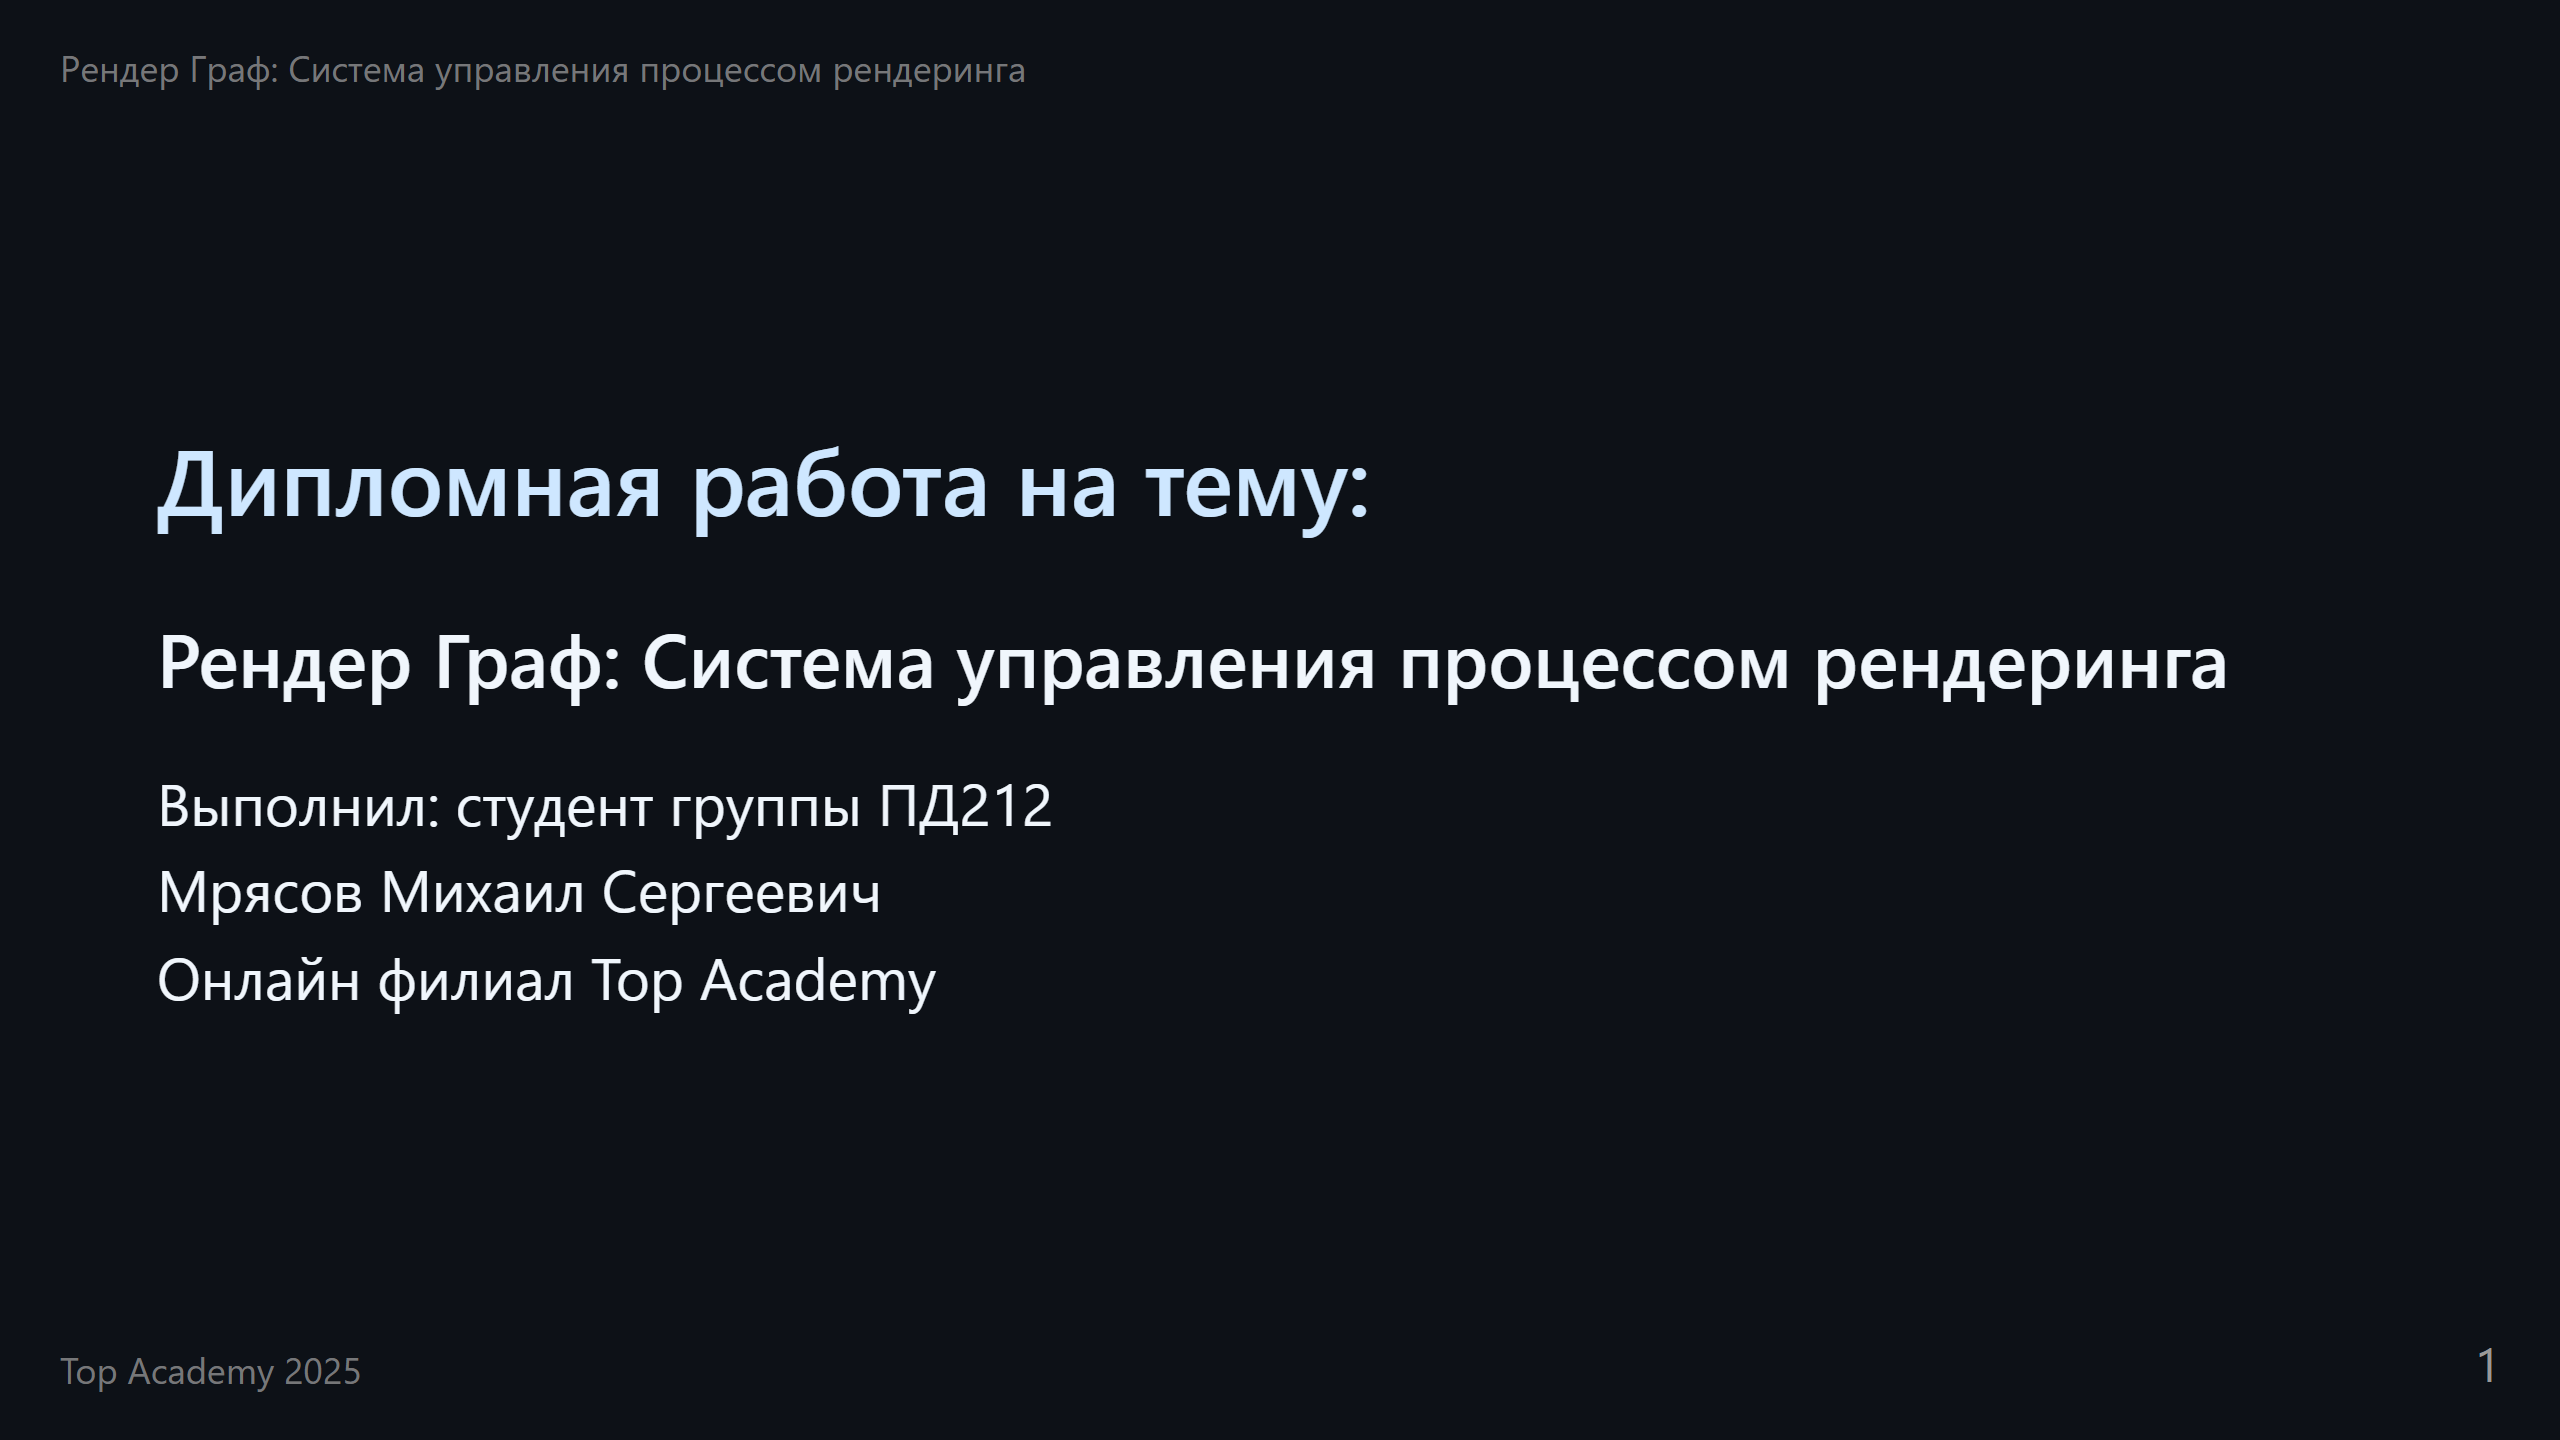 Рендер Граф: Система управления процессом рендеринга
Дипломная работа на тему:
Рендер Граф: Система управления процессом рендеринга
Выполнил: студент группы ПД212
Мрясов Михаил Сергеевич
Онлайн филиал Top Academy
Top Academy 2025
1